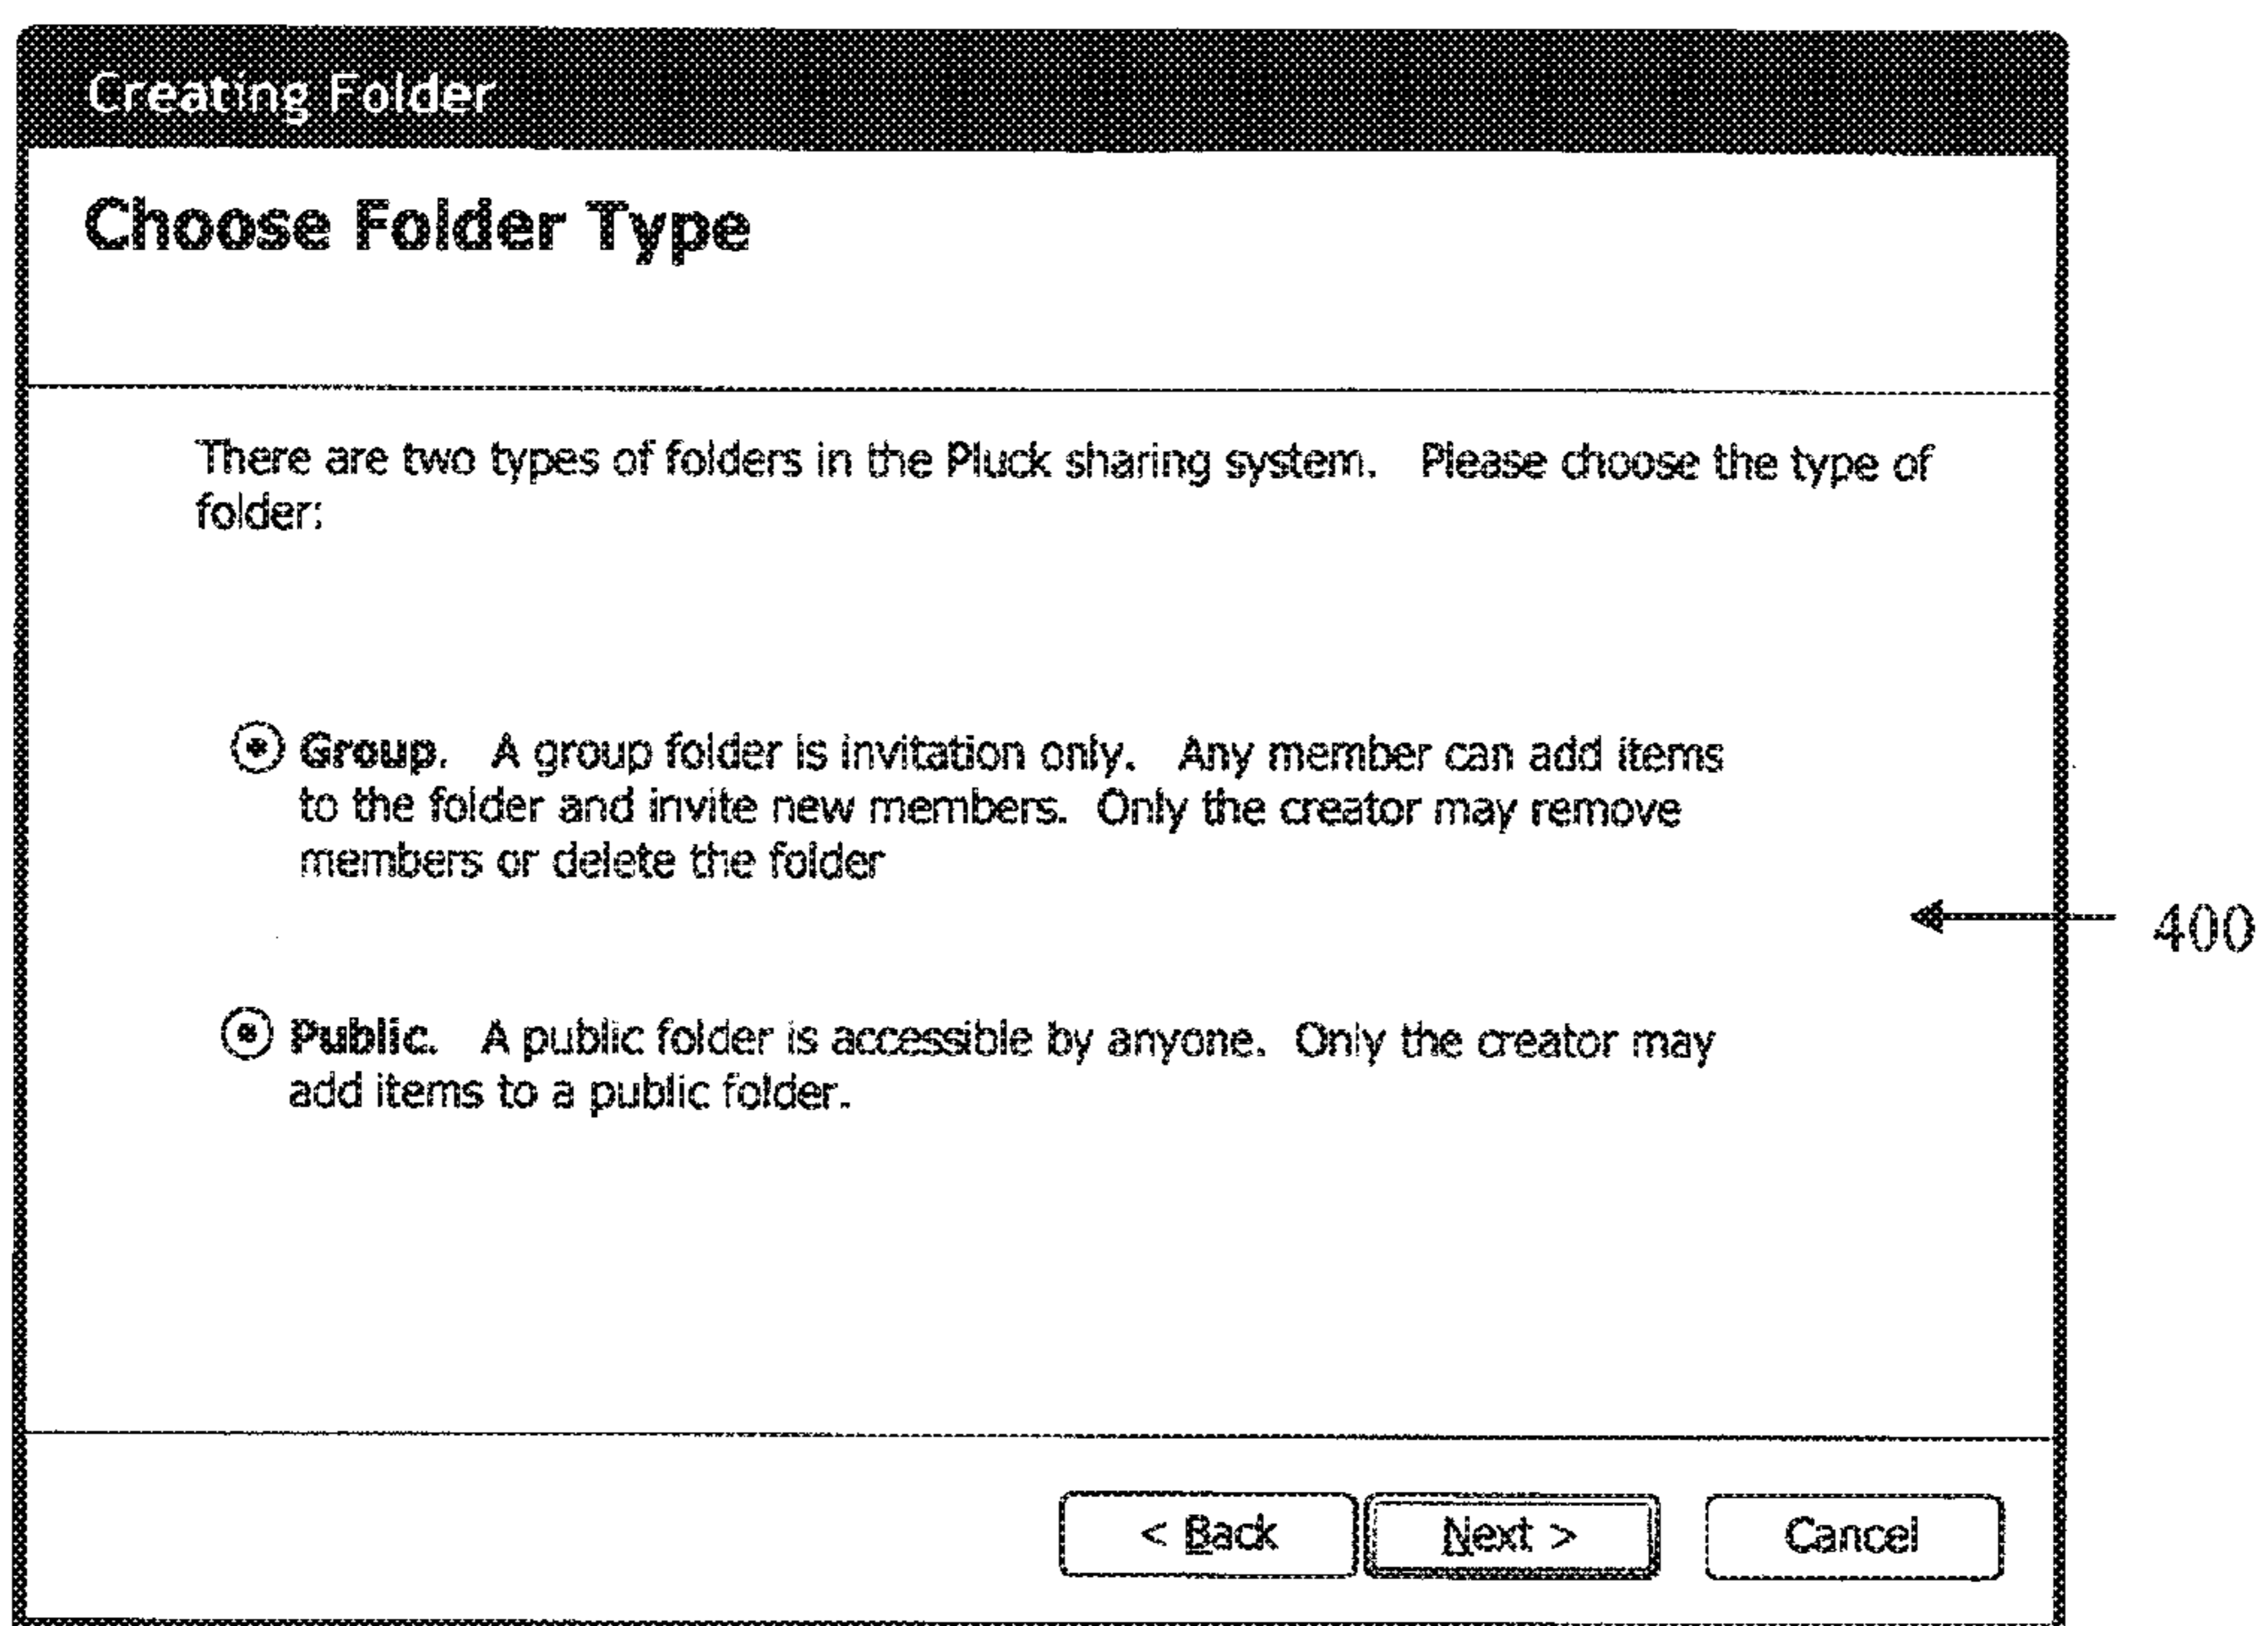 Creating Folder
Choose Folder Type
There are two types of folders in the Pluck sharing system. Please choose the type of
folder:
Group. A group folder is invitation only. Any member can add items
to the folder and invite new members. Only the creator may remove
members or delete the folder
400
Public. A public folder is accessible by anyone. Only the creator may
add items to a public folder.
< Back
Next >
Cancel